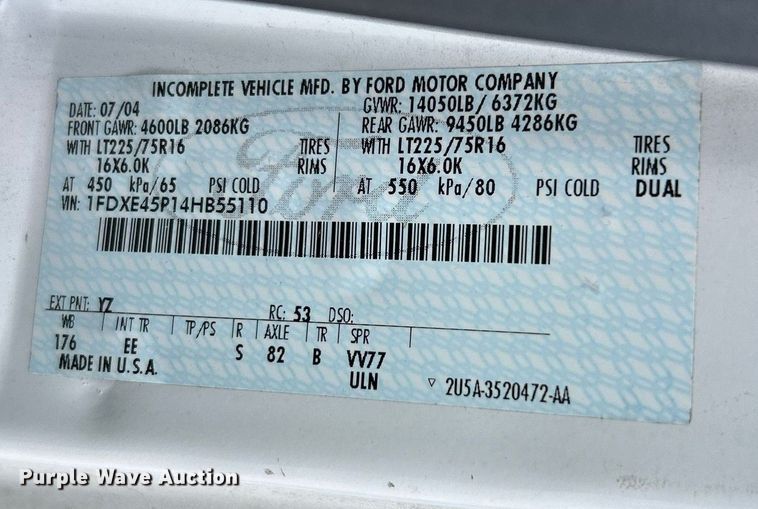 INCOMPLETE VEHICLE MFD. BY FORD MOTOR COMPANY
DATE: 07/04 GVWR: 14050LB/ 6372KG
FRONT GAWR: 4600LB 2086KG REAR GAWR: 9450LB 4286KG
WITH LT225/75R16 TIRES WITH LT225/75R16 TIRES
16X6.0K RIMS 16X6.0K RIMS
AT 450 kPa/65 PSI COLD AT 550 kPa/80 PSI COLD DUAL
VIN: 1FDXE45P14HB55110
Ford
EXT PNT: YZ RC: 53 DSO:
WB INT TR TP/PS R AXLE TR SPR
176 EE S 82 B VV77
MADE IN U.S.A. ULN ▽ 2U5A-3520472-AA
Purple Wave Auction